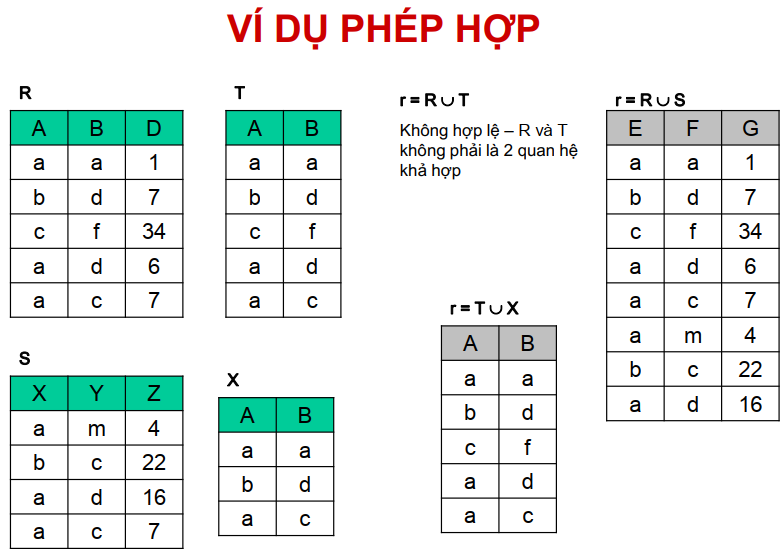 VÍ DỤ PHÉP HỢP
R
A B D
a a 1
b d 7
c f 34
a d 6
a c 7
T
A B
a a
b d
c f
a d
a c
r = R ∪ T
Không hợp lệ – R và T
không phải là 2 quan hệ
khả hợp
r = R ∪ S
E F G
a a 1
b d 7
c f 34
a d 6
a c 7
a m 4
b c 22
a d 16
S
X Y Z
a m 4
b c 22
a d 16
a c 7
X
A B
a a
b d
a c
r = T ∪ X
A B
a a
b d
c f
a d
a c